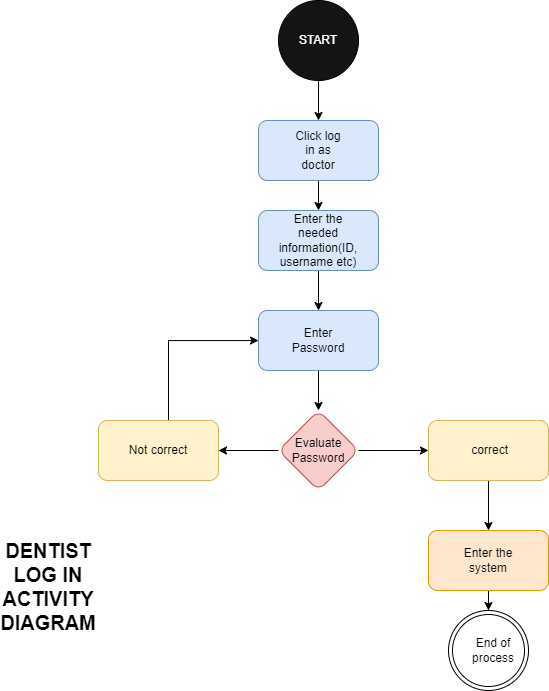 START
Click log
in as
doctor
Enter the
needed
information(ID,
username etc)
Enter
Password
Not correct
Evaluate
Password
correct
DENTIST
LOG IN
ACTIVITY
DIAGRAM
Enter the
system
End of
process